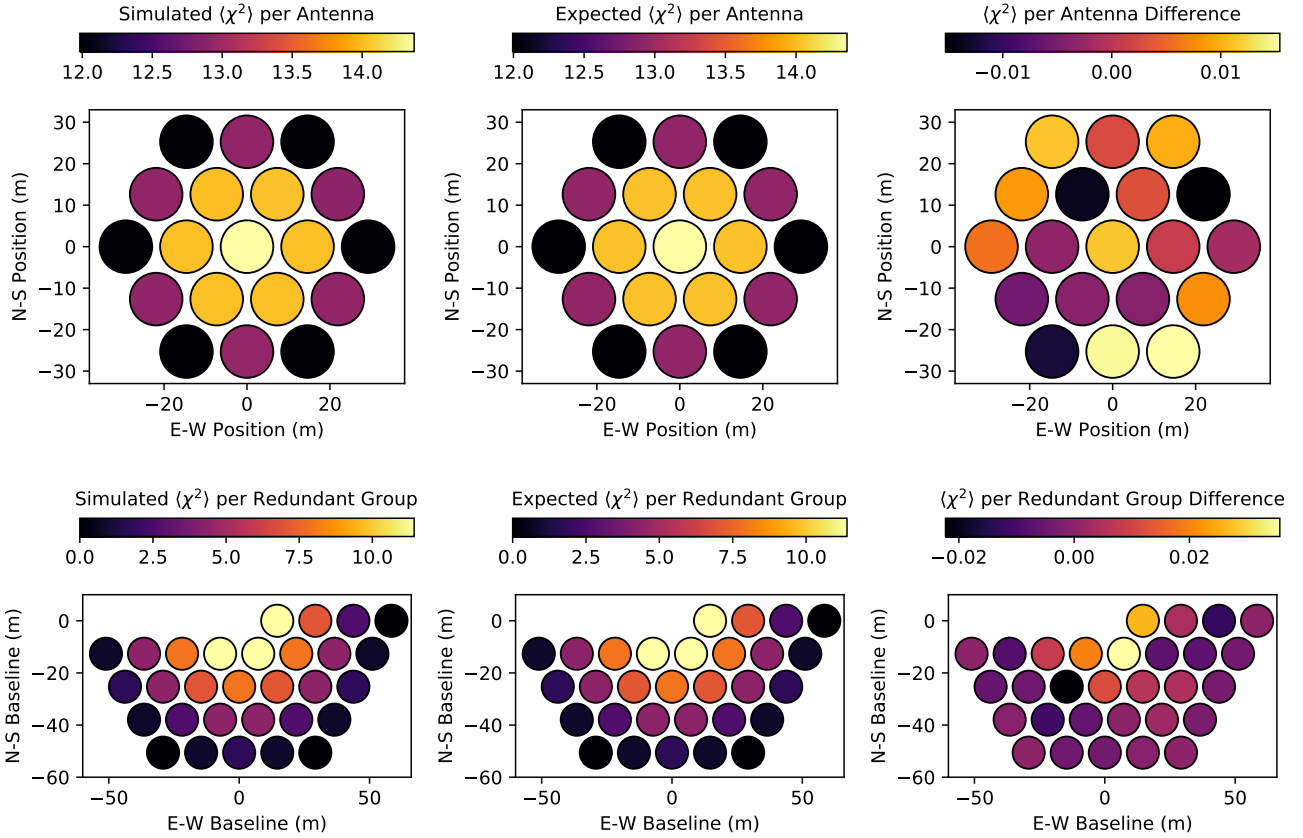 Simulated ⟨χ²⟩ per Antenna
12.0 12.5 13.0 13.5 14.0
30
20
10
0
−10
−20
−30
N-S Position (m)
−20 0 20
E-W Position (m)
Expected ⟨χ²⟩ per Antenna
12.0 12.5 13.0 13.5 14.0
30
20
10
0
−10
−20
−30
N-S Position (m)
−20 0 20
E-W Position (m)
⟨χ²⟩ per Antenna Difference
−0.01 0.00 0.01
30
20
10
0
−10
−20
−30
N-S Position (m)
−20 0 20
E-W Position (m)
Simulated ⟨χ²⟩ per Redundant Group
0.0 2.5 5.0 7.5 10.0
0
−20
−40
−60
N-S Baseline (m)
−50 0 50
E-W Baseline (m)
Expected ⟨χ²⟩ per Redundant Group
0.0 2.5 5.0 7.5 10.0
0
−20
−40
−60
N-S Baseline (m)
−50 0 50
E-W Baseline (m)
⟨χ²⟩ per Redundant Group Difference
−0.02 0.00 0.02
0
−20
−40
−60
N-S Baseline (m)
−50 0 50
E-W Baseline (m)